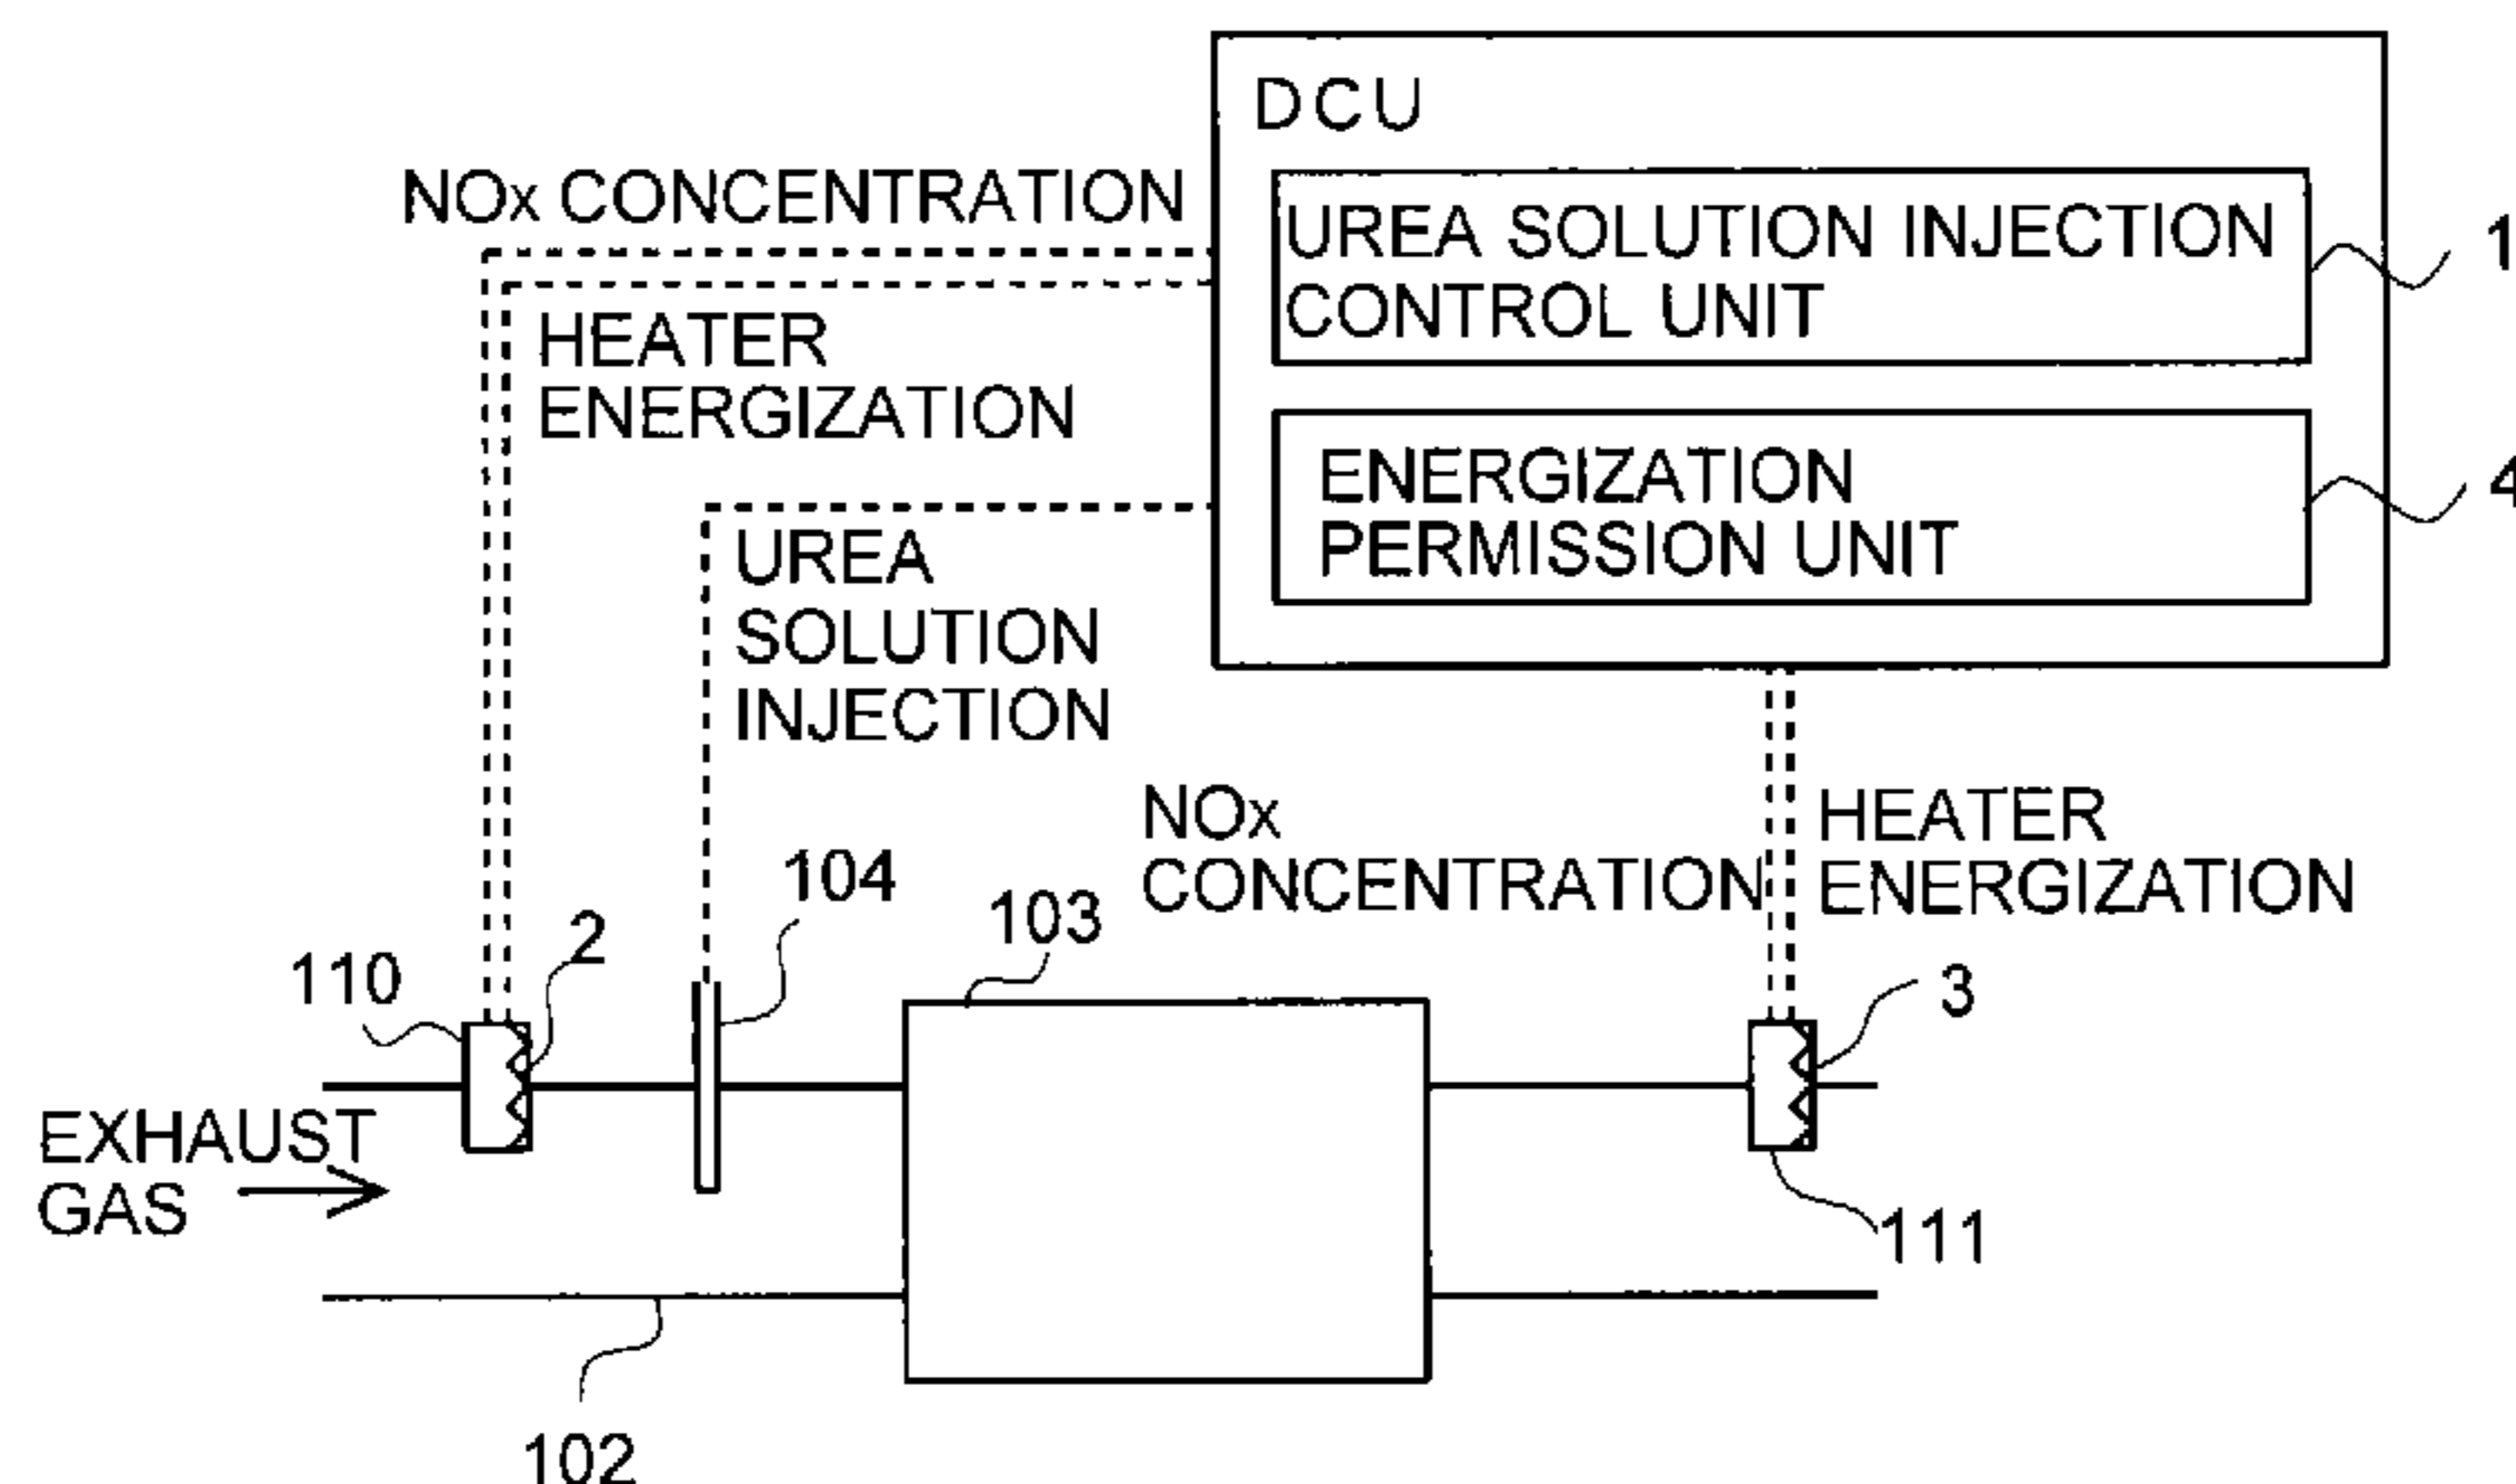 DCU
NOx CONCENTRATION
UREA SOLUTION INJECTION
CONTROL UNIT
1
HEATER
ENERGIZATION
ENERGIZATION
PERMISSION UNIT
4
UREA
SOLUTION
INJECTION
NOx
CONCENTRATION
HEATER
ENERGIZATION
104
103
2
110
3
EXHAUST
GAS
111
102